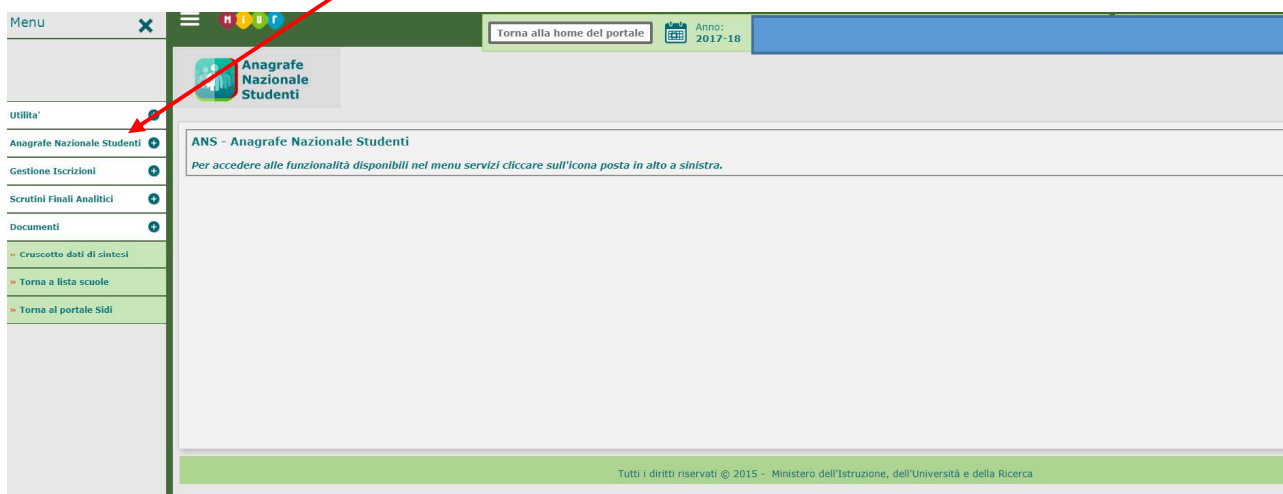 Menu
Miur
Torna alla home del portale
Anno:
2017-18
Anagrafe
Nazionale
Studenti
Utilita'
Anagrafe Nazionale Studenti
Gestione Iscrizioni
Scrutini Finali Analitici
Documenti
» Cruscotto dati di sintesi
» Torna a lista scuole
» Torna al portale Sidi
ANS - Anagrafe Nazionale Studenti
Per accedere alle funzionalità disponibili nel menu servizi cliccare sull'icona posta in alto a sinistra.
Tutti i diritti riservati © 2015 - Ministero dell'Istruzione, dell'Università e della Ricerca